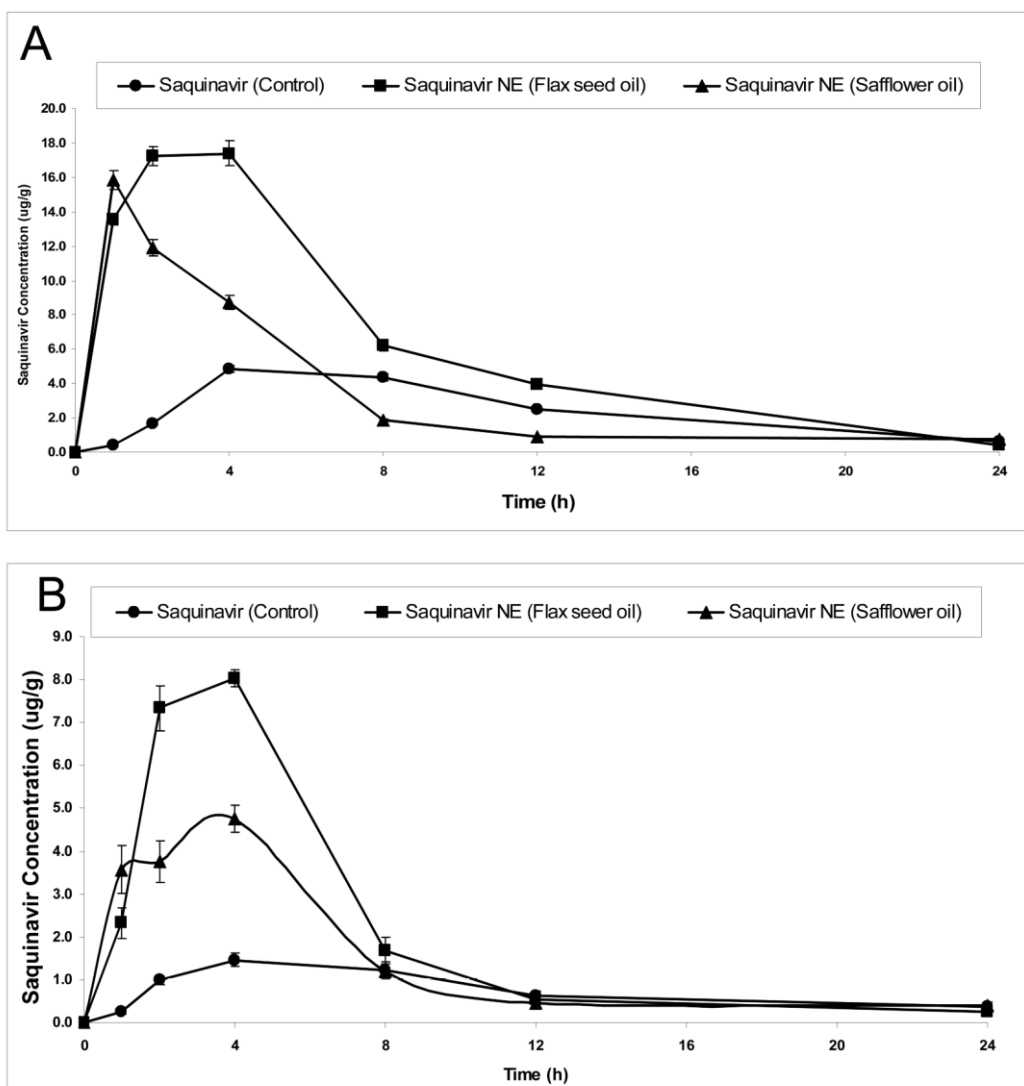 A
Saquinavir (Control) Saquinavir NE (Flax seed oil) Saquinavir NE (Safflower oil)
20.0
18.0
16.0
14.0
12.0
10.0
8.0
6.0
4.0
2.0
0.0
Saquinavir Concentration (ug/g)
0 4 8 12 16 20 24
Time (h)
B
Saquinavir (Control) Saquinavir NE (Flax seed oil) Saquinavir NE (Safflower oil)
9.0
8.0
7.0
6.0
5.0
4.0
3.0
2.0
1.0
0.0
Saquinavir Concentration (ug/g)
0 4 8 12 16 20 24
Time (h)